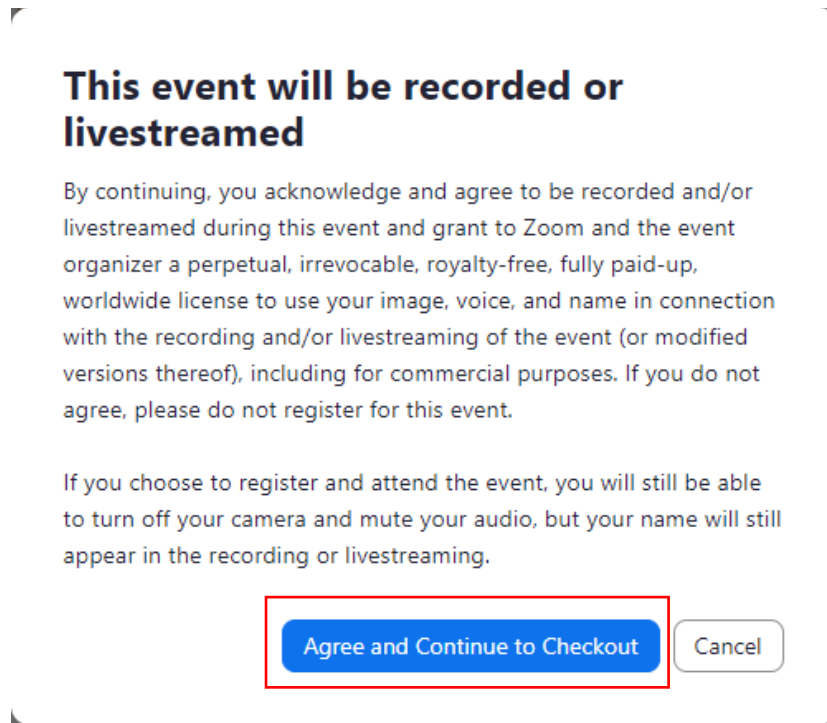 This event will be recorded or
livestreamed
By continuing, you acknowledge and agree to be recorded and/or
livestreamed during this event and grant to Zoom and the event
organizer a perpetual, irrevocable, royalty-free, fully paid-up,
worldwide license to use your image, voice, and name in connection
with the recording and/or livestreaming of the event (or modified
versions thereof), including for commercial purposes. If you do not
agree, please do not register for this event.
If you choose to register and attend the event, you will still be able
to turn off your camera and mute your audio, but your name will still
appear in the recording or livestreaming.
Agree and Continue to Checkout Cancel